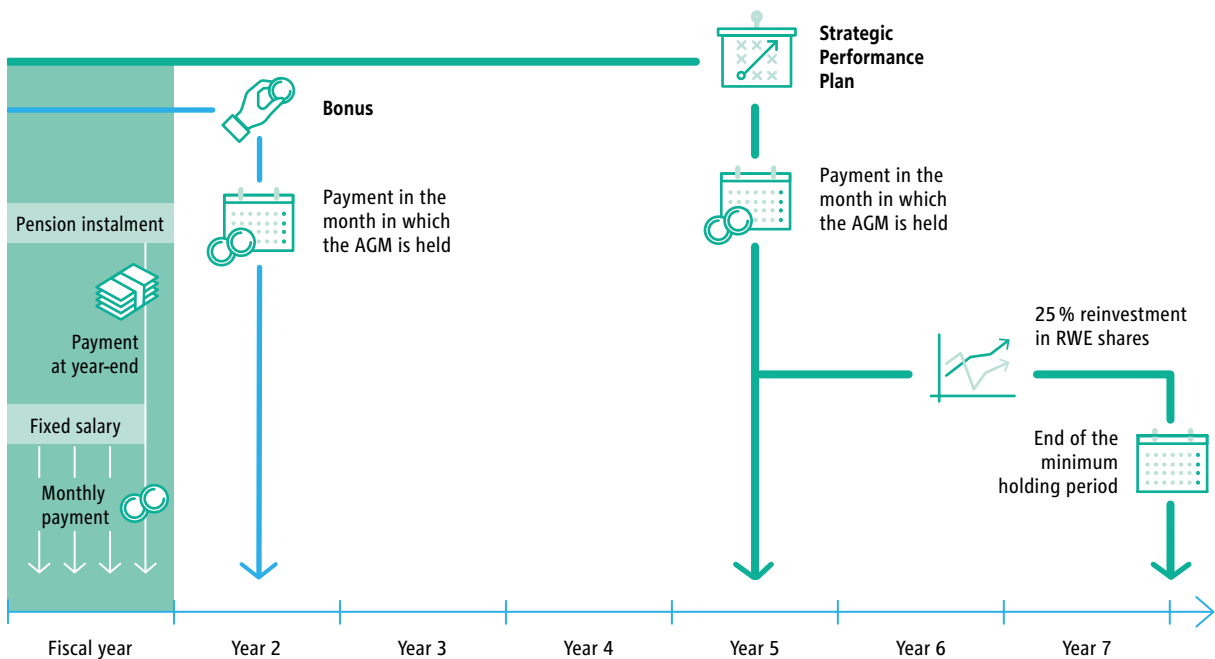 Strategic
Performance
Plan
Bonus
Payment in the
month in which
the AGM is held
Payment in the
month in which
the AGM is held
Pension instalment
Payment
at year-end
25 % reinvestment
in RWE shares
Fixed salary
Monthly
payment
End of the
minimum
holding period
Fiscal year
Year 2
Year 3
Year 4
Year 5
Year 6
Year 7